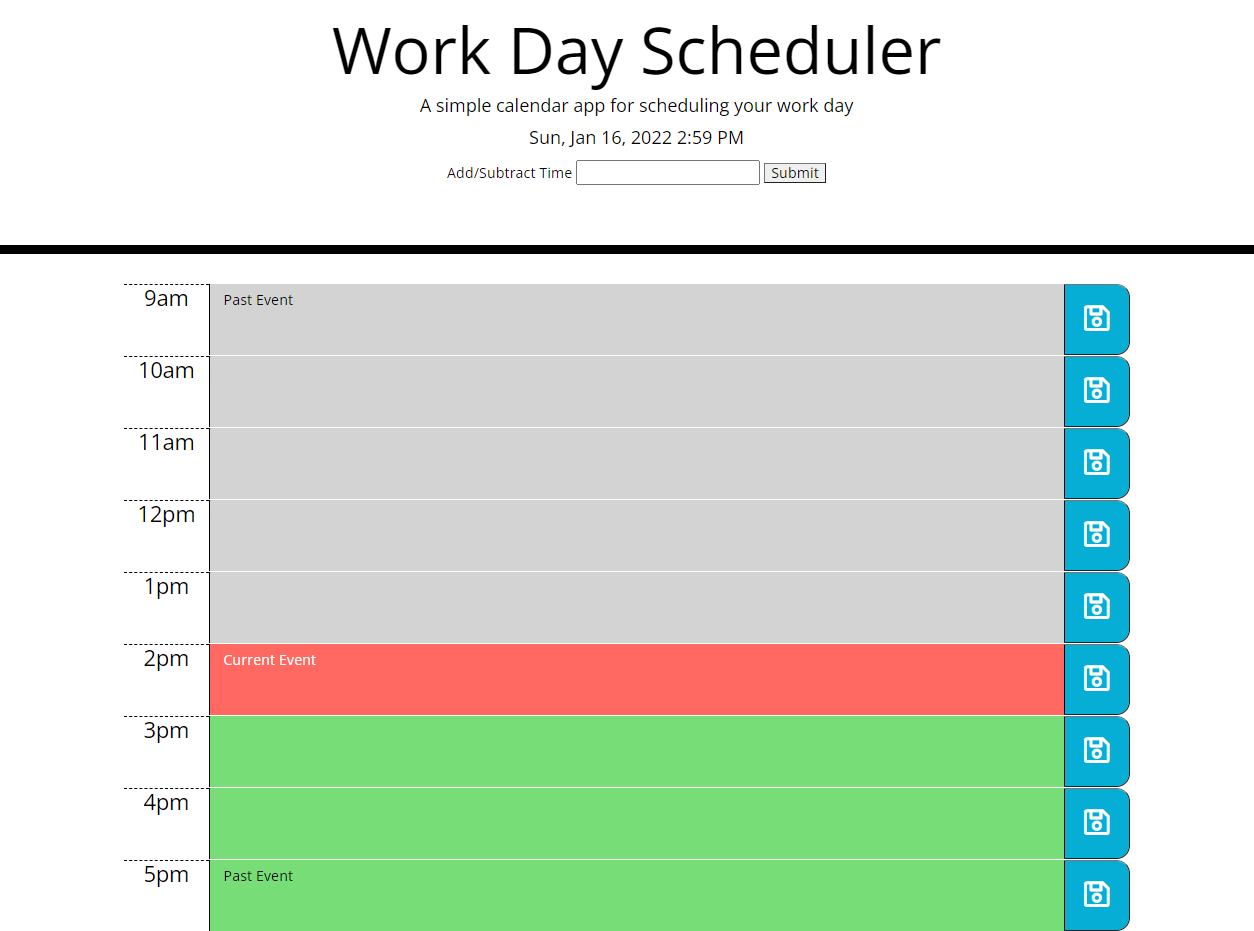 Work Day Scheduler
A simple calendar app for scheduling your work day
Sun, Jan 16, 2022 2:59 PM
Add/Subtract Time Submit
9am Past Event
10am
11am
12pm
1pm
2pm Current Event
3pm
4pm
5pm Past Event